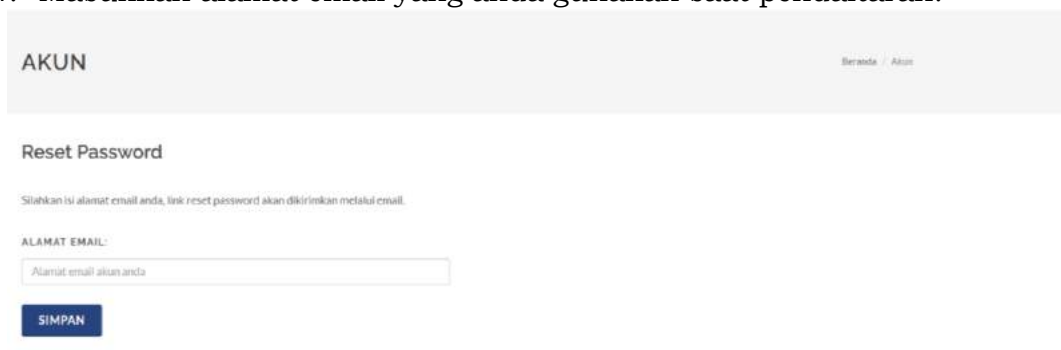 Masukkan alamat email yang anda gunakan saat pendaftaran.
AKUN
Beranda / Akun
Reset Password
Silahkan isi alamat email anda, link reset password akan dikirimkan melalui email.
ALAMAT EMAIL:
Alamat email akun anda
SIMPAN